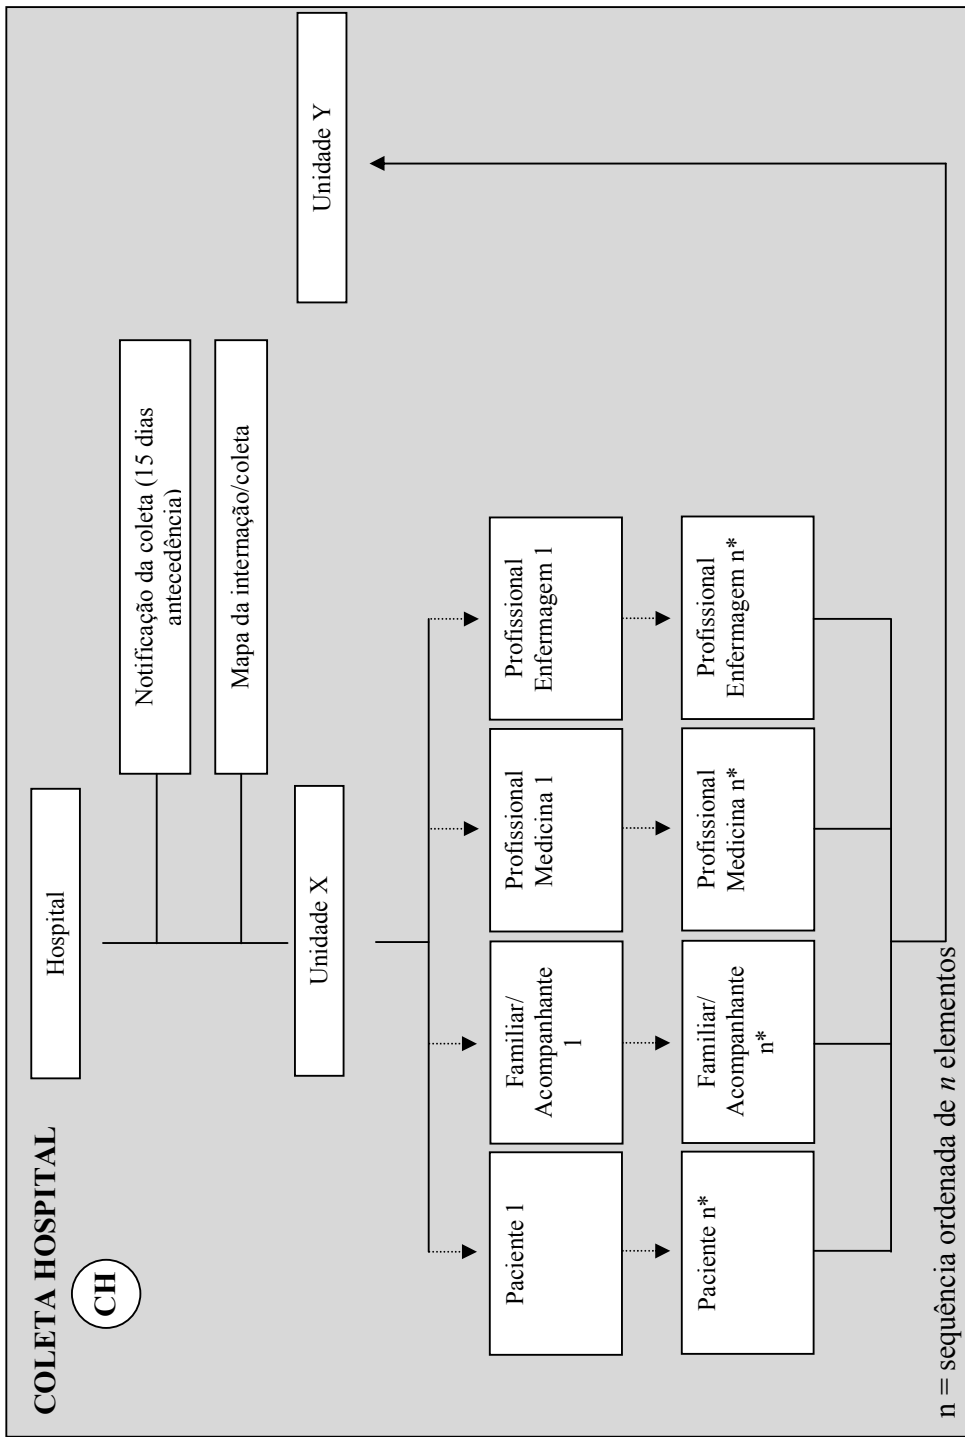 COLETA HOSPITAL
CH
Hospital
Notificação da coleta (15 dias
antecedência)
Mapa da internação/coleta
Unidade X
Unidade Y
Paciente 1
Familiar/
Acompanhante
1
Profissional
Medicina 1
Profissional
Enfermagem 1
Paciente n*
Familiar/
Acompanhante
n*
Profissional
Medicina n*
Profissional
Enfermagem n*
n = sequência ordenada de n elementos